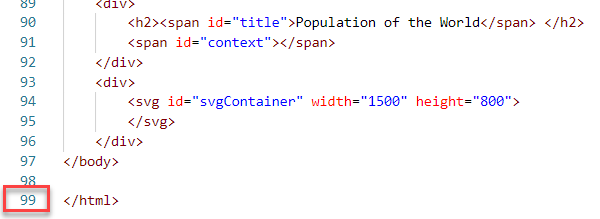 89 <div>
90 <h2><span id="title">Population of the World</span> </h2>
91 <span id="context"></span>
92 </div>
93 <div>
94 <svg id="svgContainer" width="1500" height="800">
95 </svg>
96 </div>
97 </body>
98
99 </html>